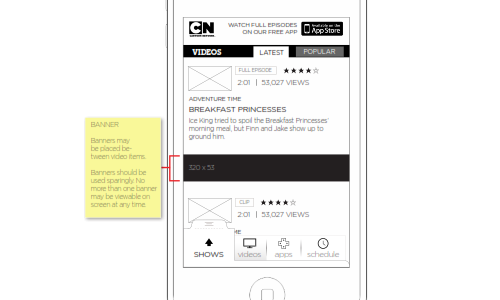 CN
WATCH FULL EPISODES
ON OUR FREE APP
Available on the
App Store
VIDEOS
LATEST
POPULAR
FULL EPISODE
2:01 | 53,027 VIEWS
ADVENTURE TIME
BREAKFAST PRINCESSES
Ice King tried to spoil the Breakfast Princesses'
morning meal, but Finn and Jake show up to
ground him.
BANNER
Banners may
be placed be-
tween video items.
Banners should be
used sparingly. No
more than one banner
may be viewable on
screen at any time.
320 x 53
CLIP
2:01 | 53,027 VIEWS
ME
SHOWS
videos
apps
schedule